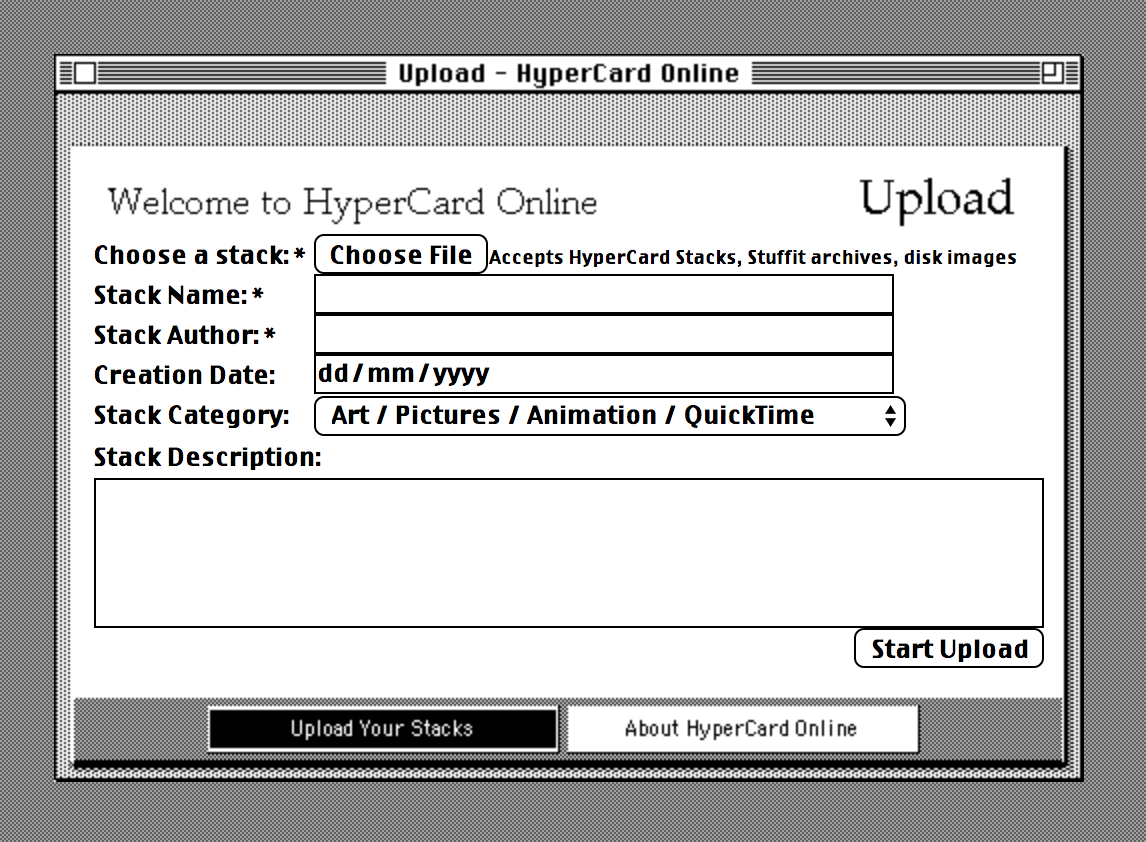 Upload - HyperCard Online
Welcome to HyperCard Online Upload
Choose a stack:* Choose File Accepts HyperCard Stacks, Stuffit archives, disk images
Stack Name:*
Stack Author:*
Creation Date: dd/mm/yyyy
Stack Category: Art / Pictures / Animation / QuickTime
Stack Description:
Start Upload
Upload Your Stacks About HyperCard Online